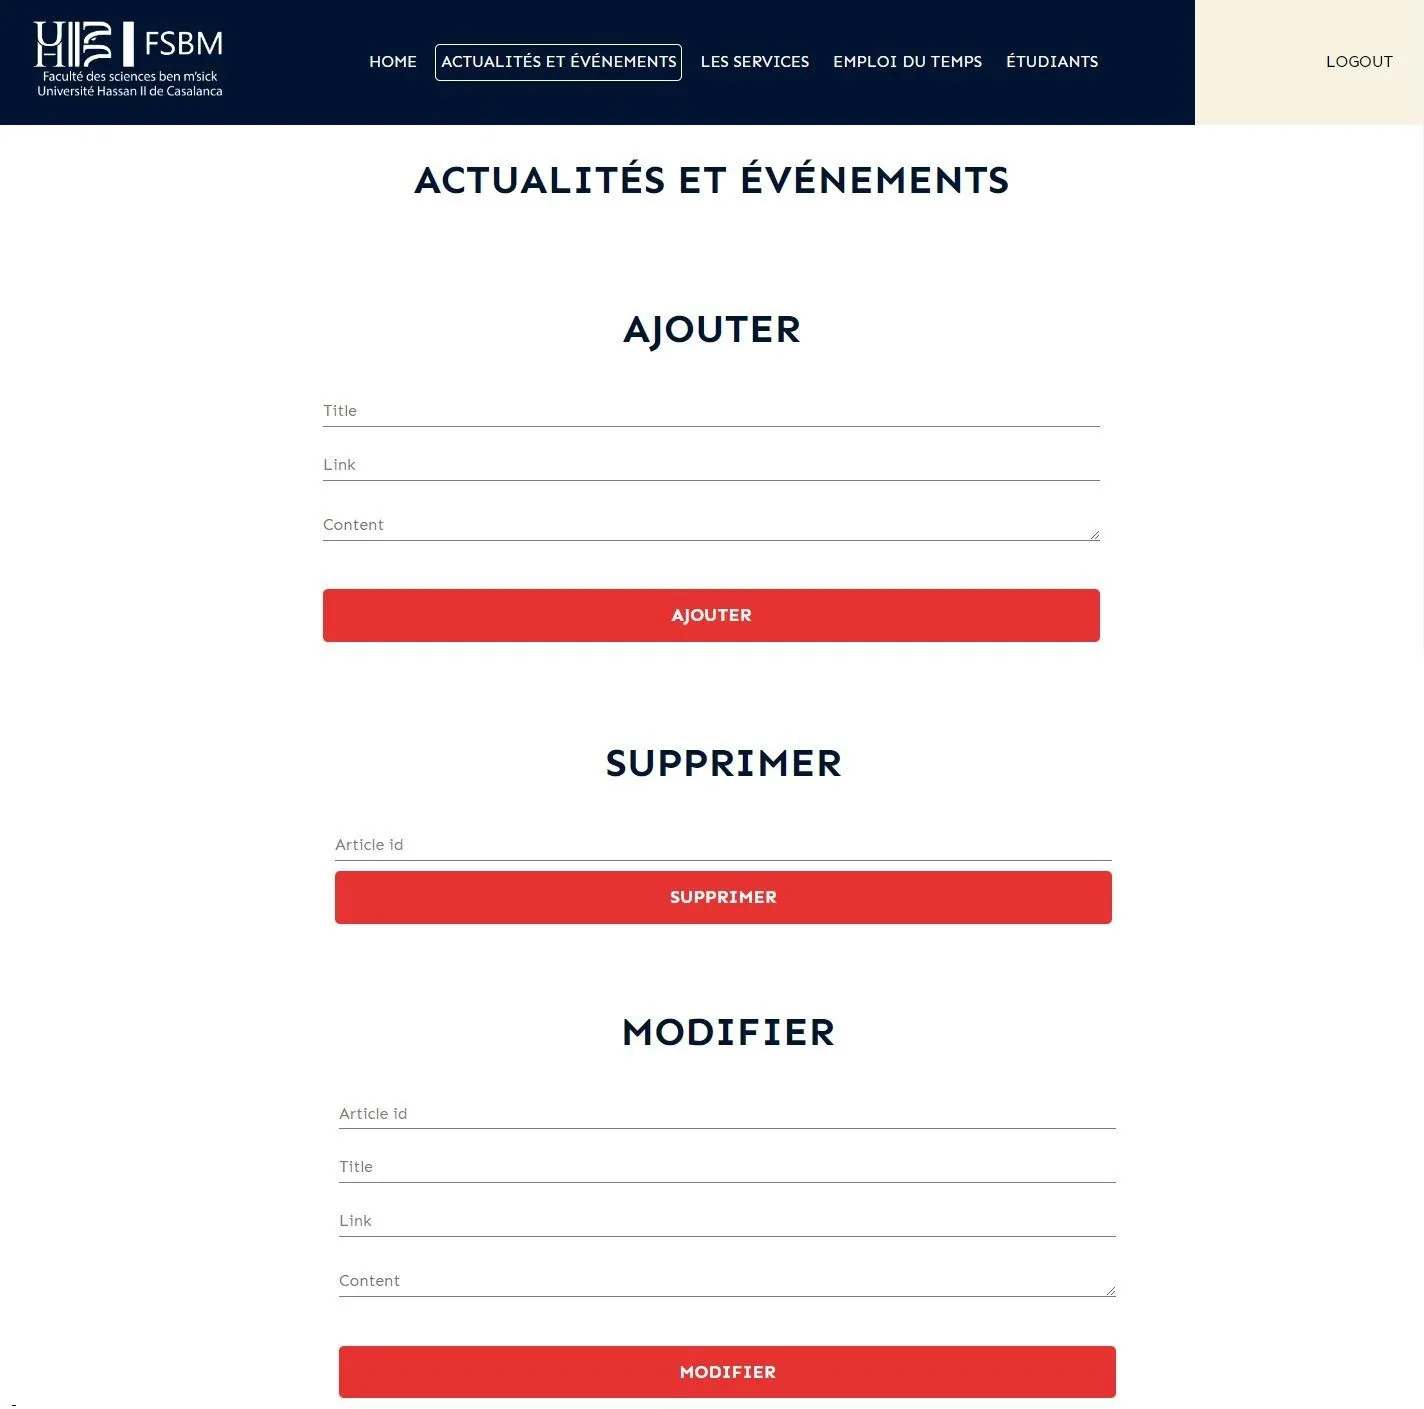 FSBM
Faculté des sciences ben m'sick
Université Hassan II de Casalanca
HOME
ACTUALITÉS ET ÉVÉNEMENTS
LES SERVICES
EMPLOI DU TEMPS
ÉTUDIANTS
LOGOUT
ACTUALITÉS ET ÉVÉNEMENTS
AJOUTER
Title
Link
Content
AJOUTER
SUPPRIMER
Article id
SUPPRIMER
MODIFIER
Article id
Title
Link
Content
MODIFIER